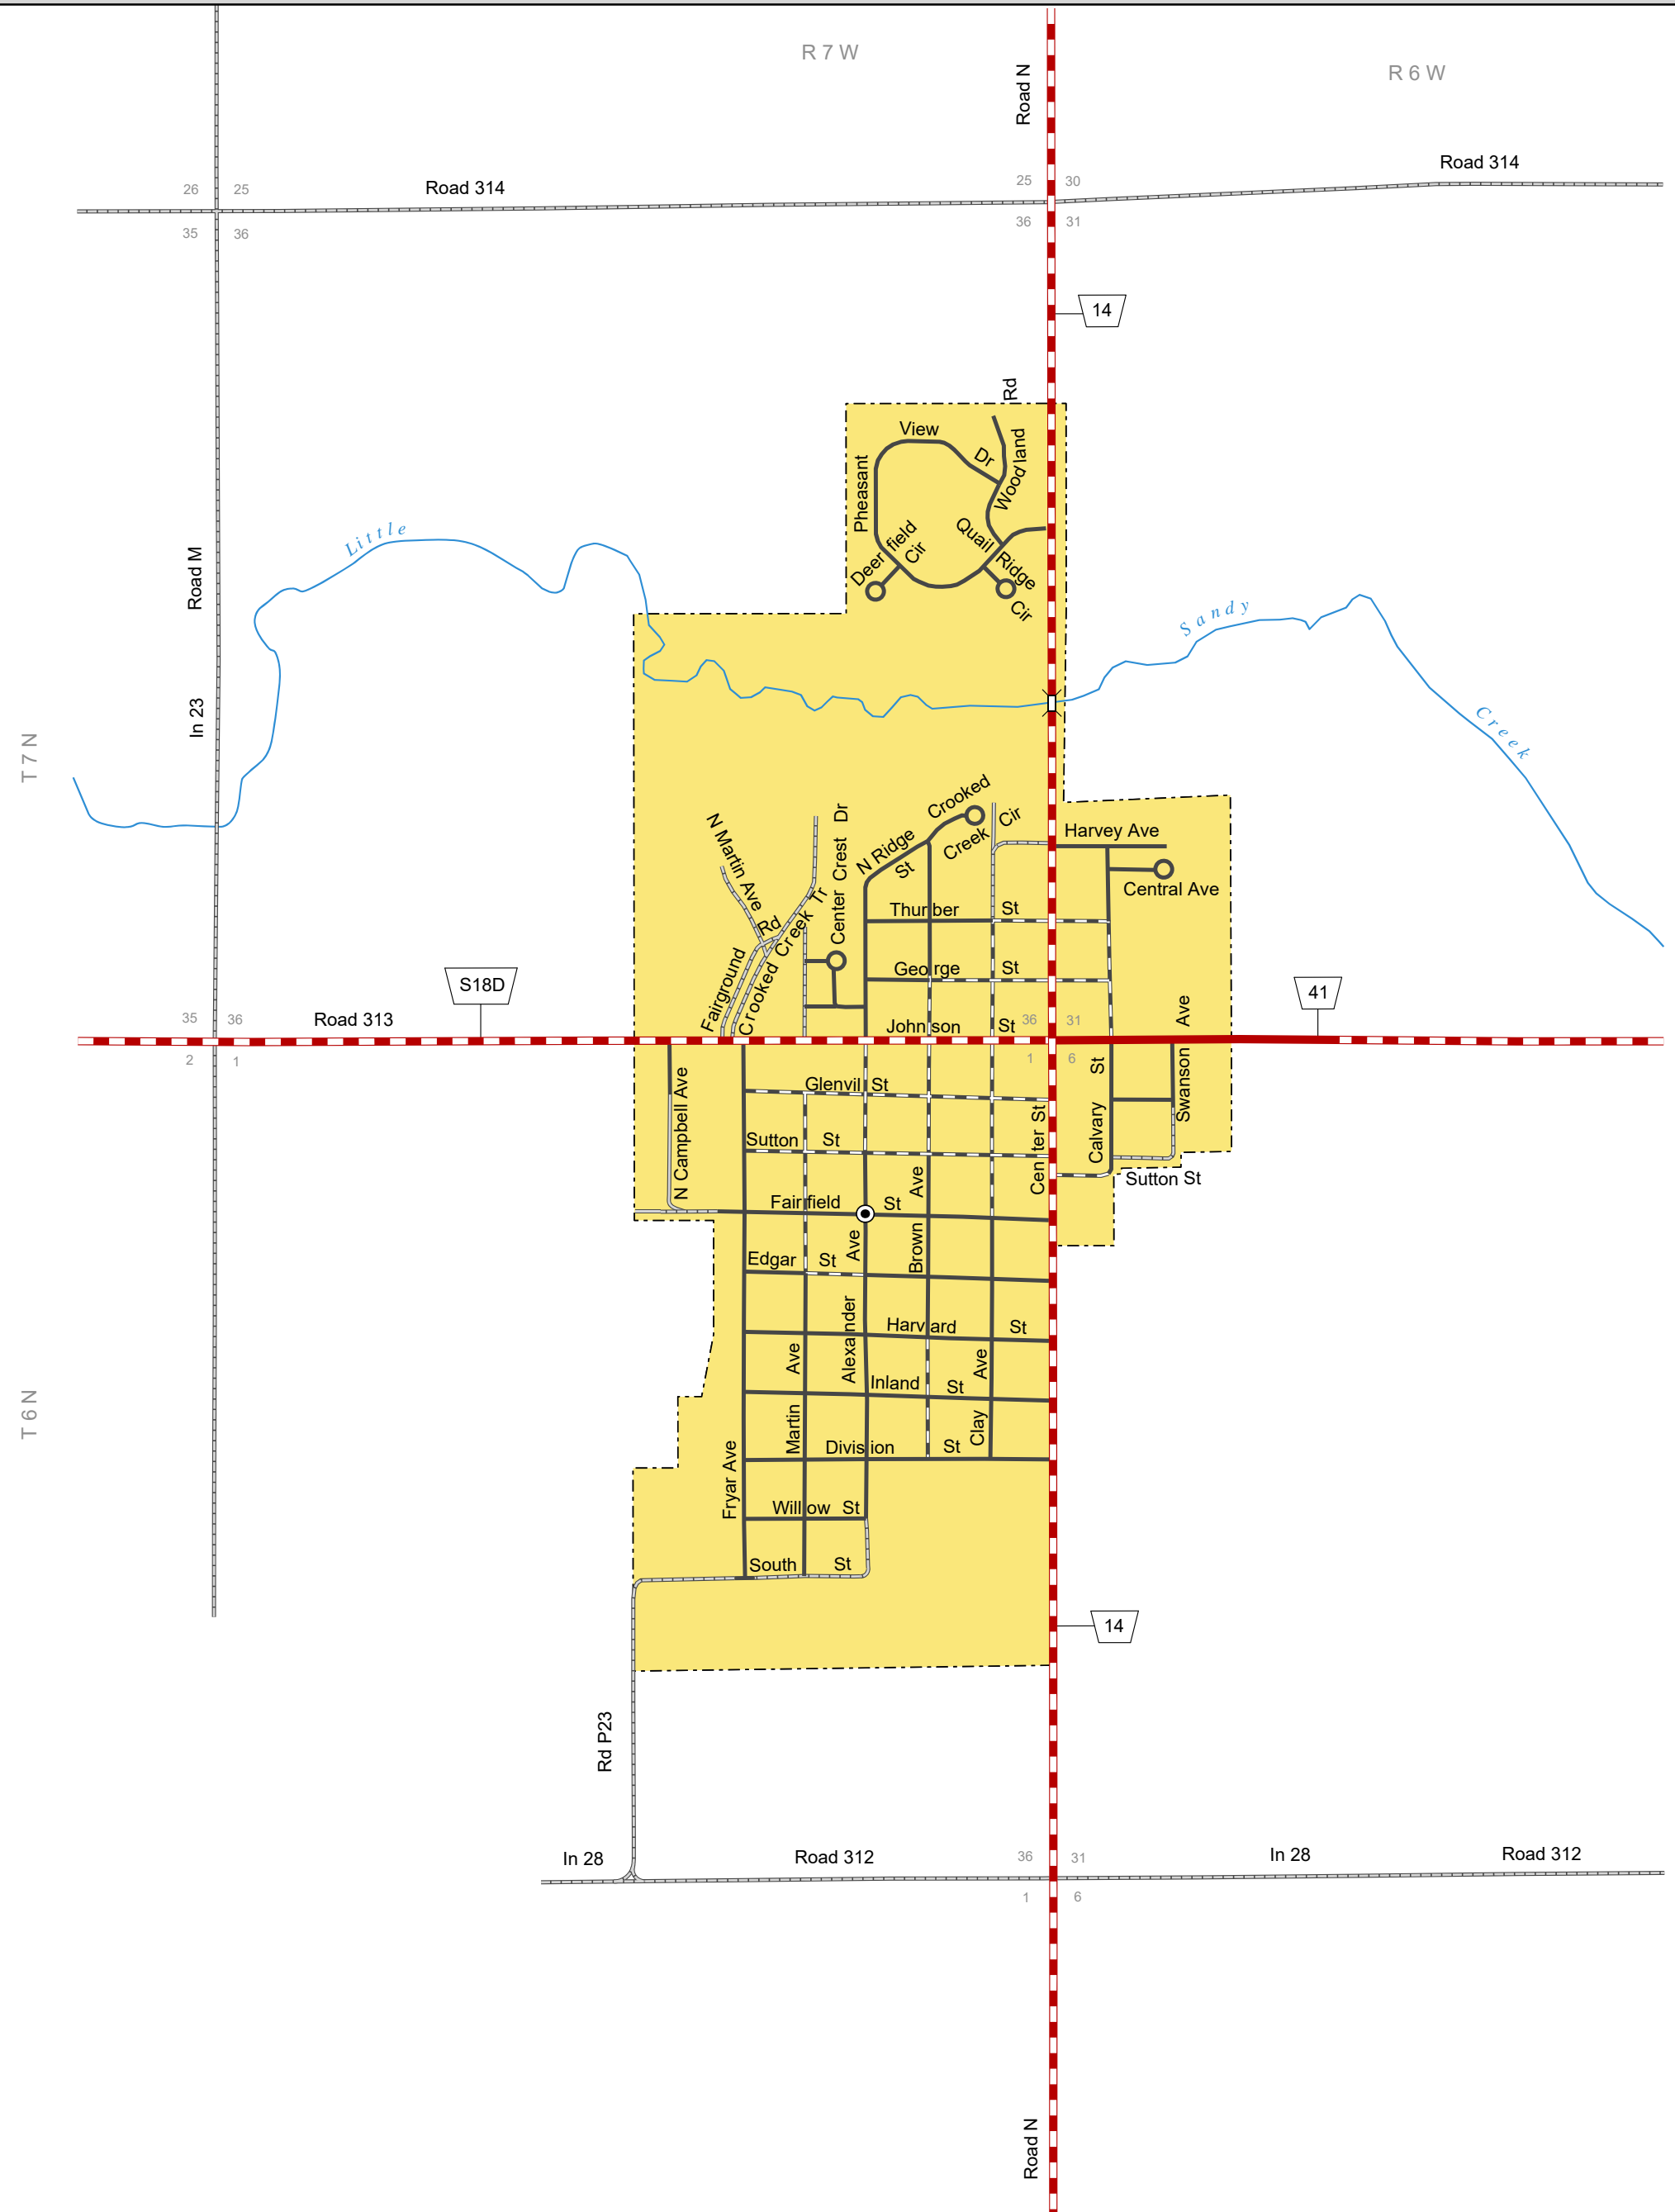 R 7 W
R 6 W
Road N
Road 314
Road 314
26 25
25 30
35 36
36 31
14
Rd
View
Dr
Woodland
Pheasant
Quail Ridge
Cir
Deerfield
Cir
Little
Sandy
Creek
Road M
In 23
T 7 N
N Martin Ave
Center Crest Dr
Crooked
Creek Cir
N Ridge
St
Harvey Ave
Central Ave
Thurber St
Rd
Fairground
Crooked Creek Tr
George St
S18D
41
35 36
Road 313
Johnson St
36 31
2 1
1 6
Swanson Ave
Calvary St
N Campbell Ave
Glenvil St
Center St
Sutton St
Sutton St
Fairfield St
Brown Ave
Edgar St
Alexander Ave
Harvard St
Martin Ave
Clay Ave
Inland St
T 6 N
Division St
Fryar Ave
Willow St
South St
14
Rd P23
In 28
Road 312
36 31
In 28
Road 312
1 6
Road N